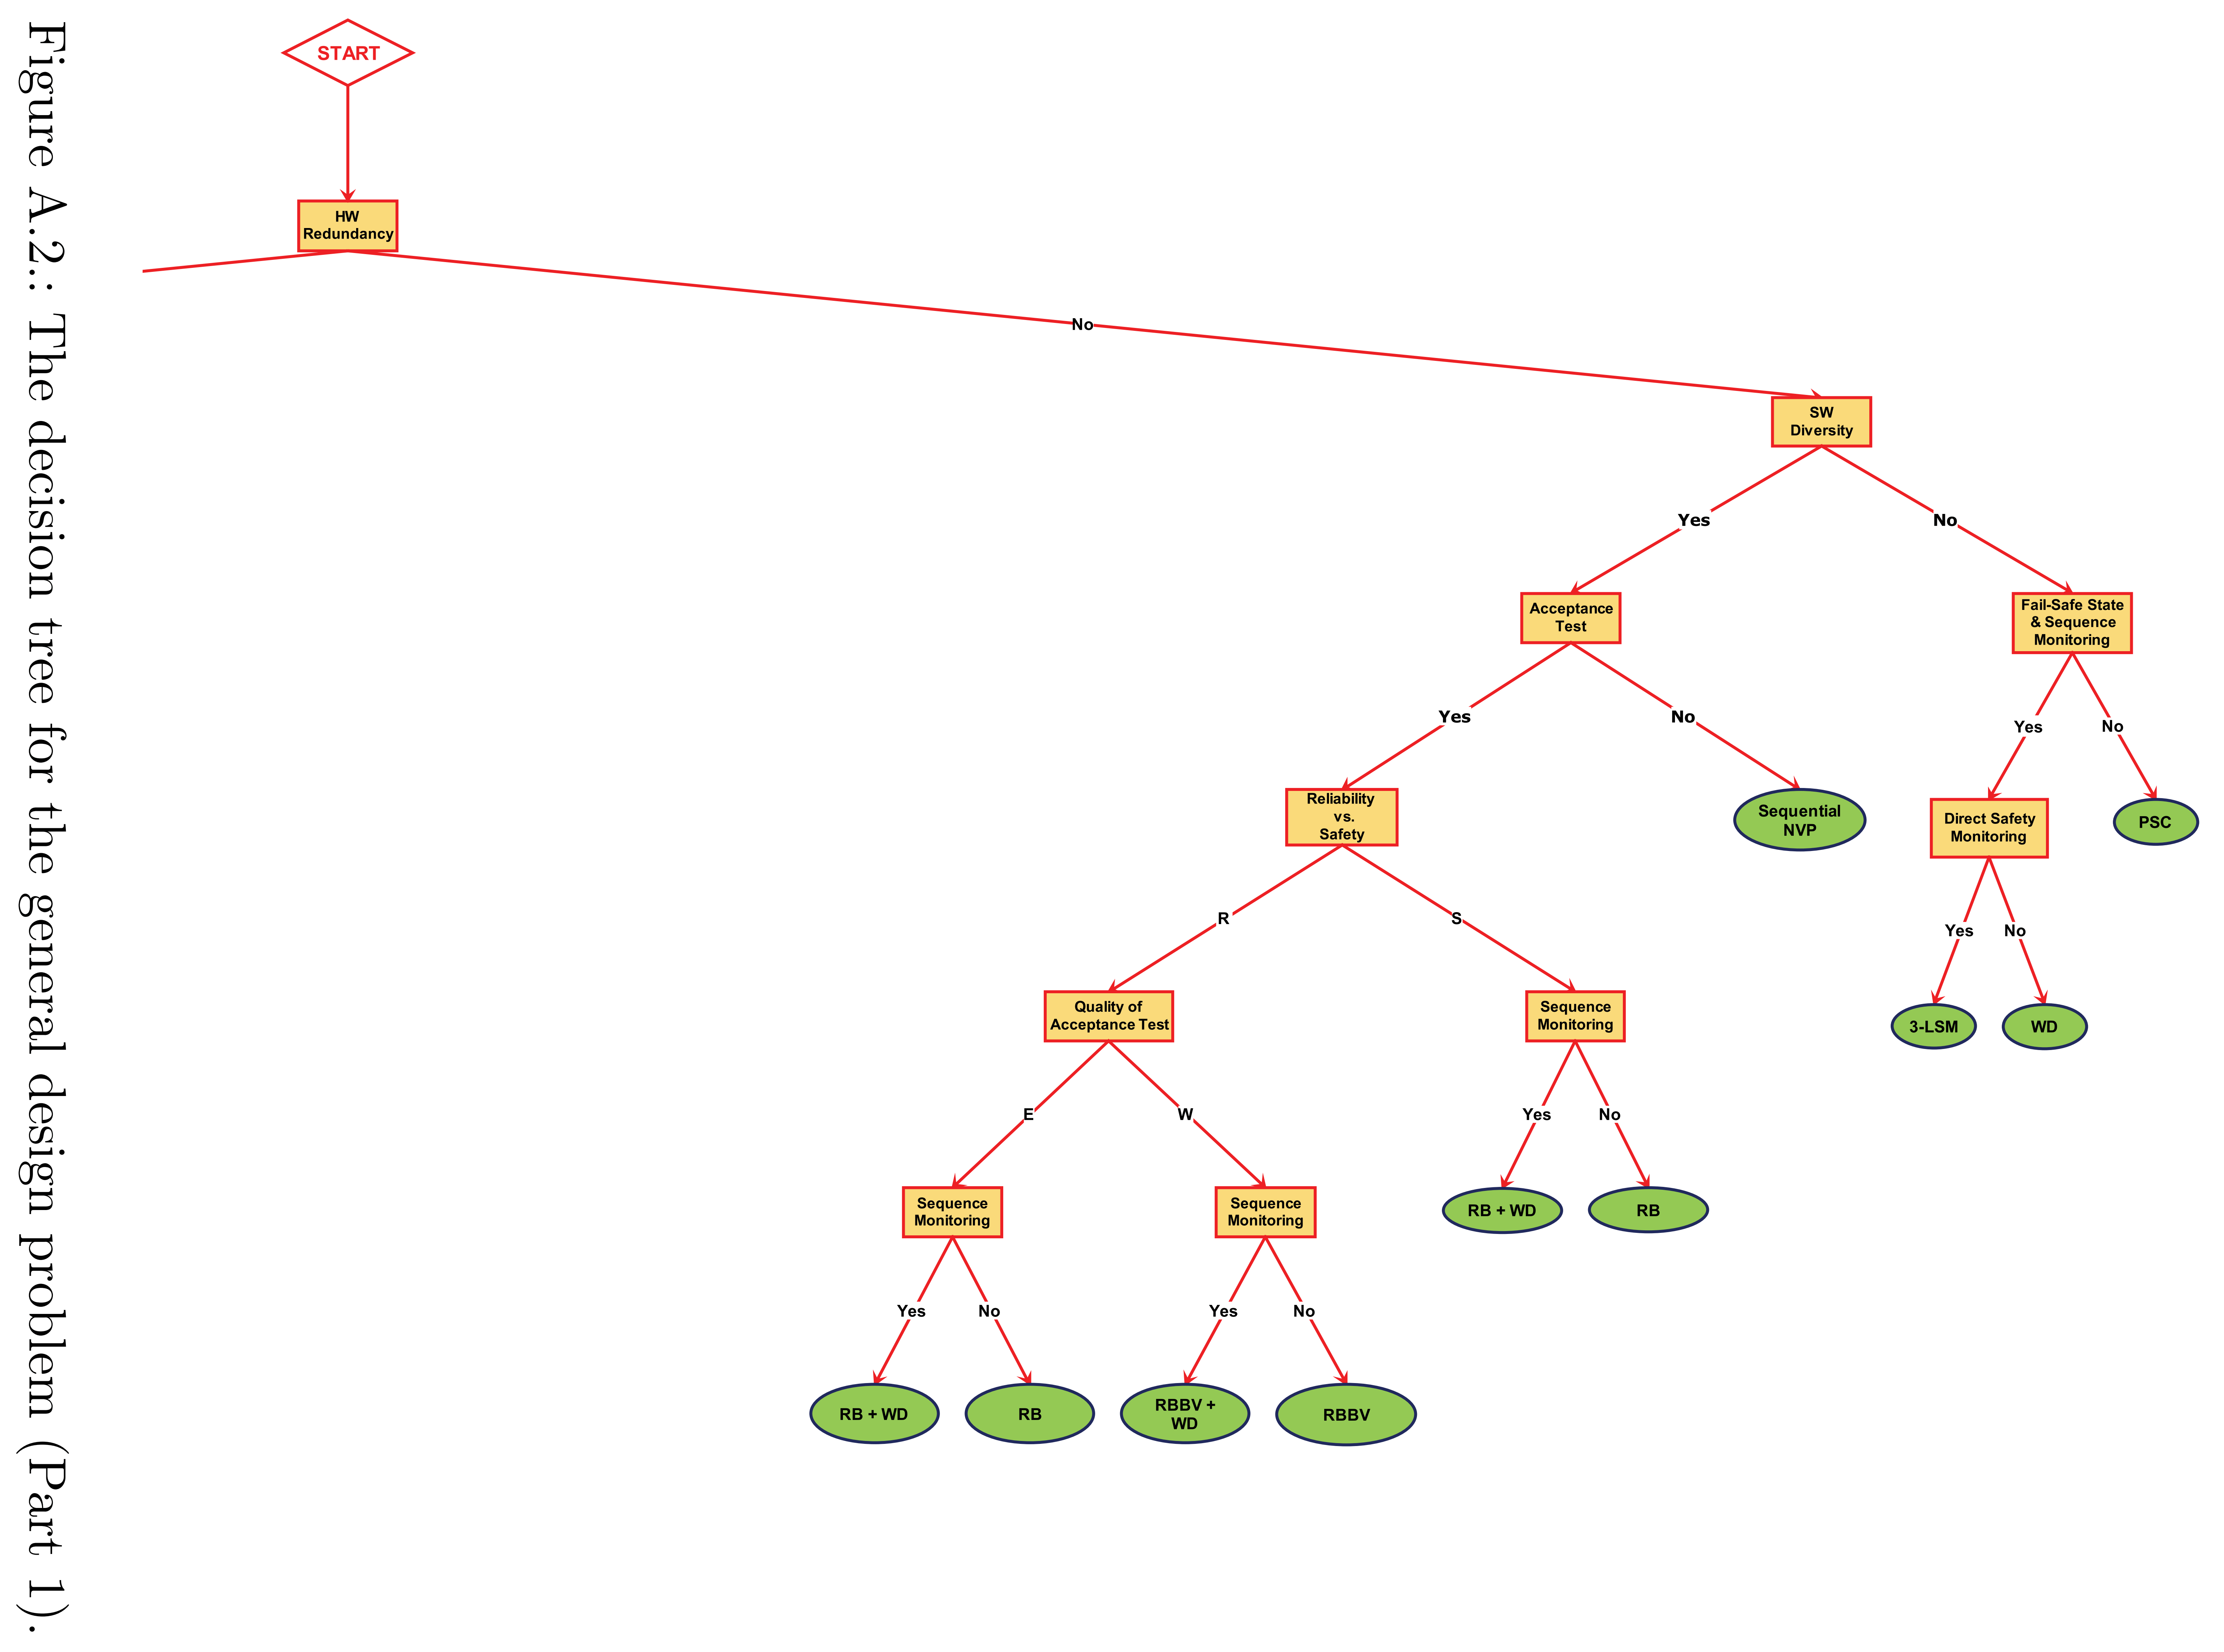 START
HW
Redundancy
No
SW
Diversity
Yes
No
Acceptance
Test
Fail-Safe State
& Sequence
Monitoring
Yes
No
Yes
No
Reliability
vs.
Safety
Sequential
NVP
Direct Safety
Monitoring
PSC
R
S
Yes
No
Quality of
Acceptance Test
Sequence
Monitoring
3-LSM
WD
E
W
Yes
No
Sequence
Monitoring
Sequence
Monitoring
RB + WD
RB
Yes
No
Yes
No
RB + WD
RB
RBBV +
WD
RBBV
Figure A.2.: The decision tree for the general design problem (Part 1).